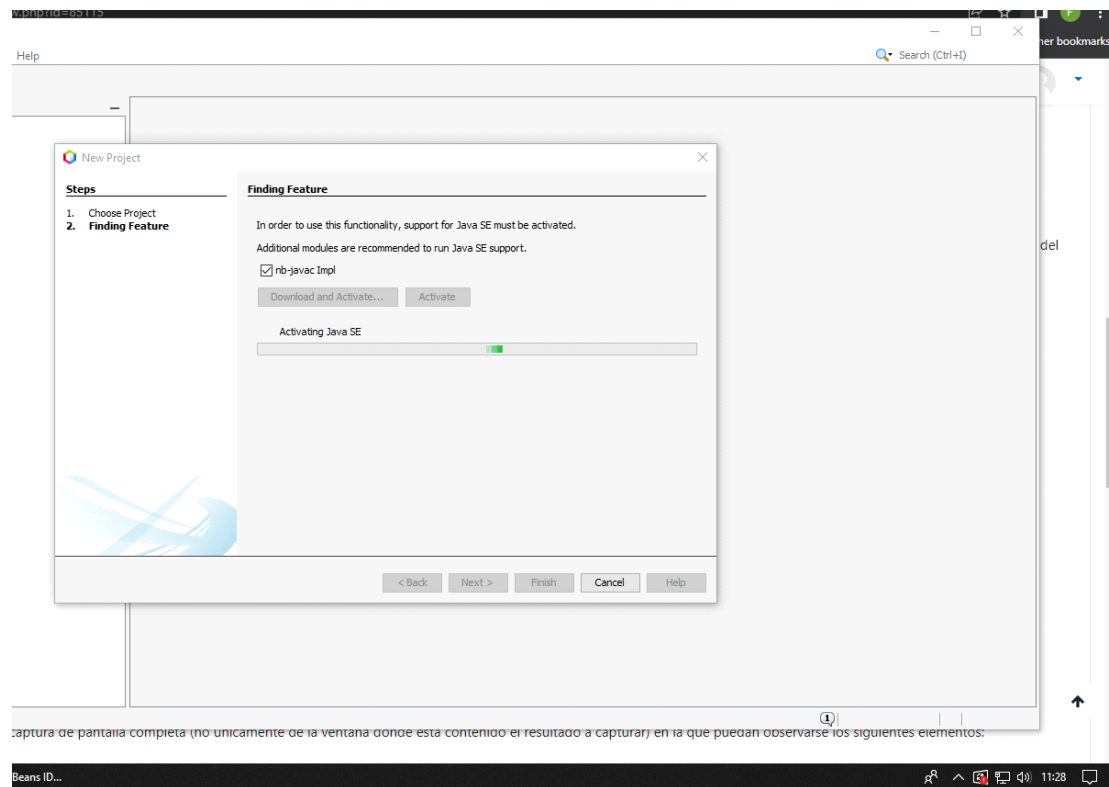 w.php?id=85115
her bookmarks
Help
Search (Ctrl+I)
New Project
Steps
1. Choose Project
2. Finding Feature
Finding Feature
In order to use this functionality, support for Java SE must be activated.
Additional modules are recommended to run Java SE support.
nb-javac Impl
Download and Activate...
Activate
Activating Java SE
del
< Back
Next >
Finish
Cancel
Help
1
captura de pantalla completa (no únicamente de la ventana donde está contenido el resultado a capturar) en la que puedan observarse los siguientes elementos:
Beans ID...
11:28